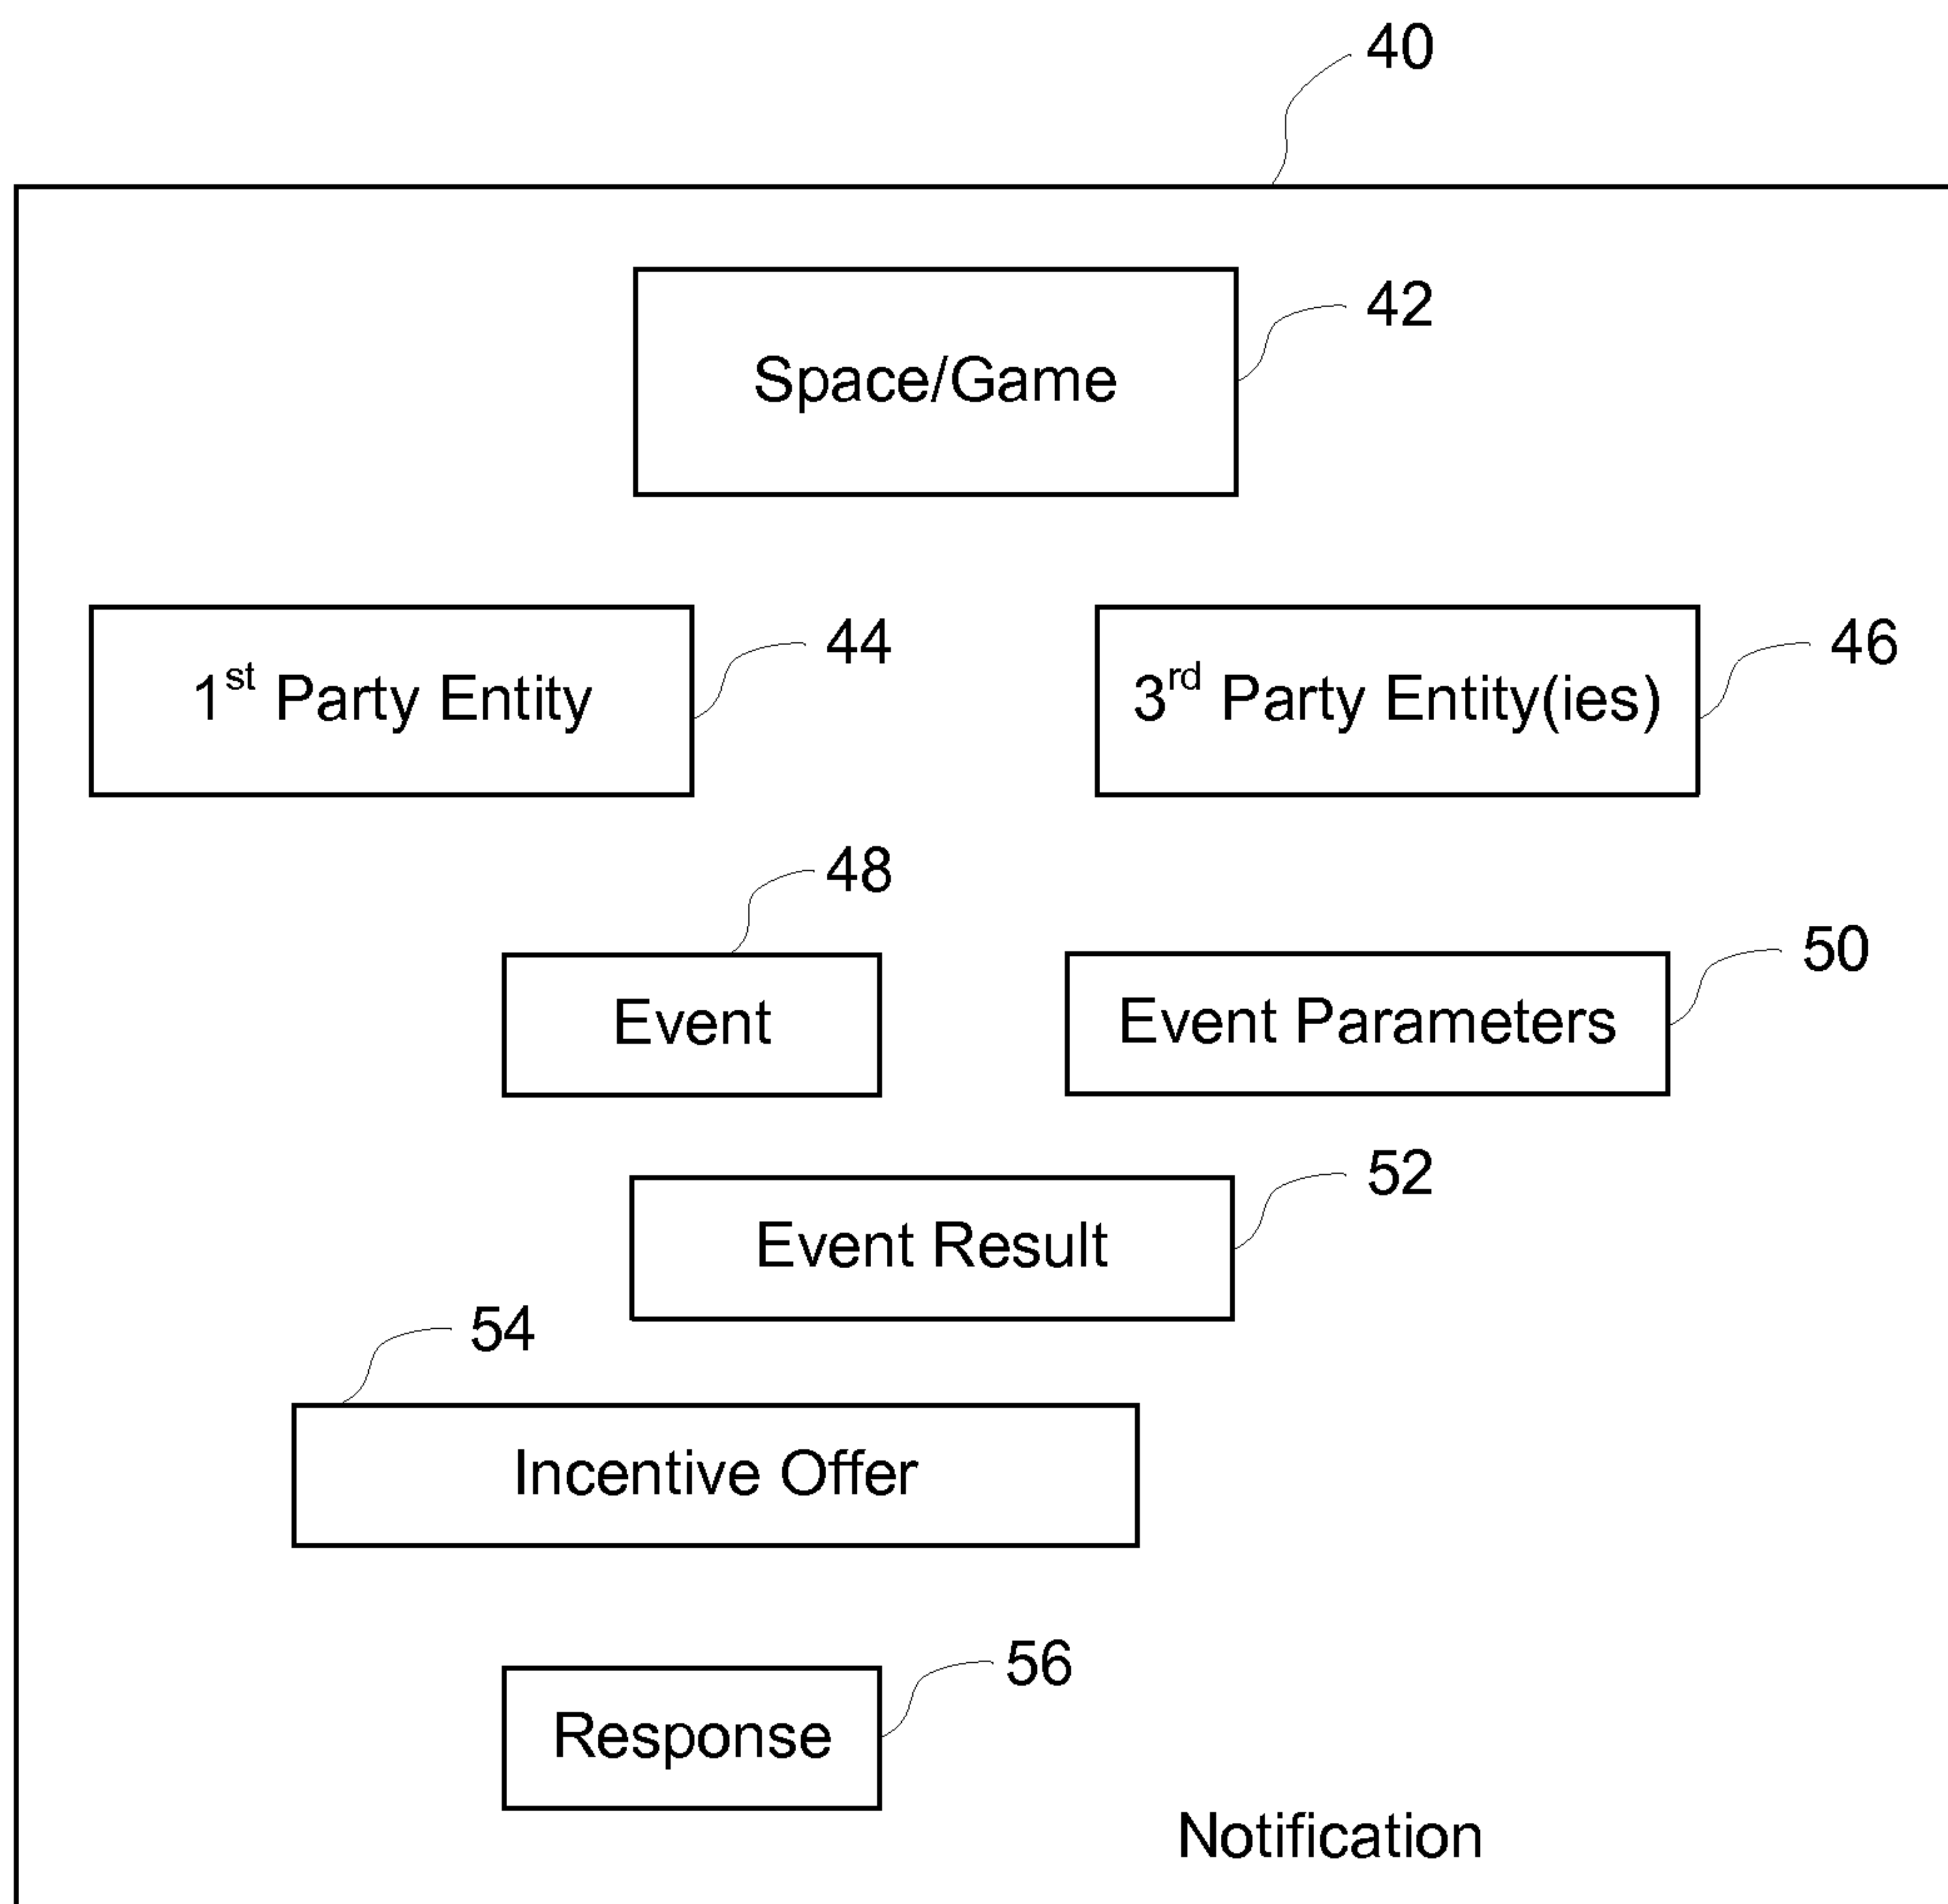 40
Space/Game
42
1st Party Entity
44
3rd Party Entity(ies)
46
48
Event
Event Parameters
50
Event Result
52
54
Incentive Offer
56
Response
Notification